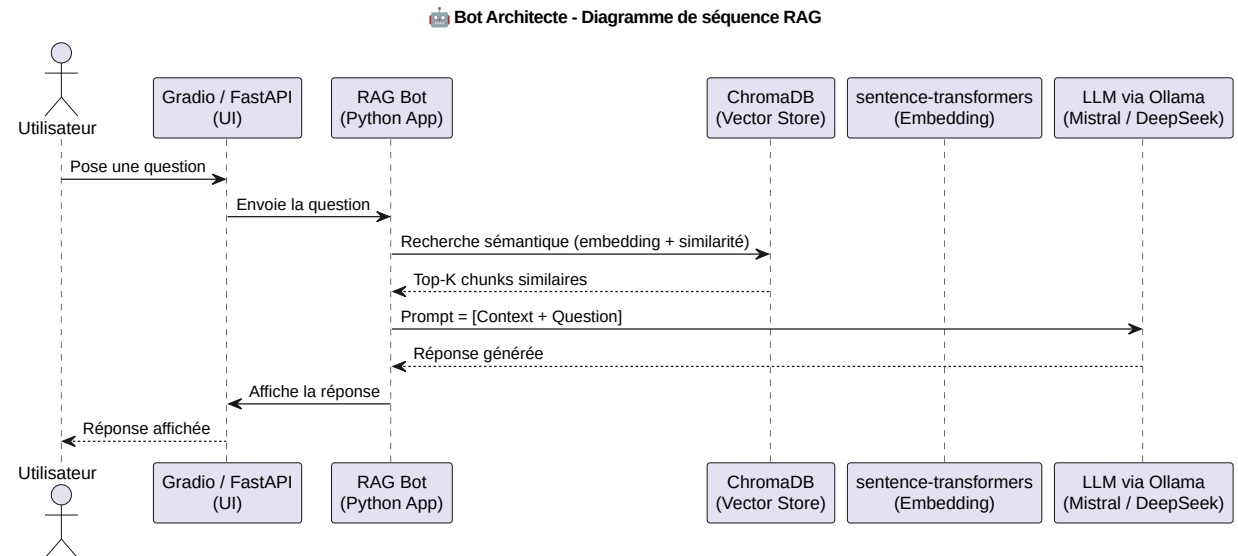 🤖 Bot Architecte - Diagramme de séquence RAG
Utilisateur
Gradio / FastAPI
(UI)
RAG Bot
(Python App)
ChromaDB
(Vector Store)
sentence-transformers
(Embedding)
LLM via Ollama
(Mistral / DeepSeek)
Pose une question
Envoie la question
Recherche sémantique (embedding + similarité)
Top-K chunks similaires
Prompt = [Context + Question]
Réponse générée
Affiche la réponse
Réponse affichée
Utilisateur
Gradio / FastAPI
(UI)
RAG Bot
(Python App)
ChromaDB
(Vector Store)
sentence-transformers
(Embedding)
LLM via Ollama
(Mistral / DeepSeek)